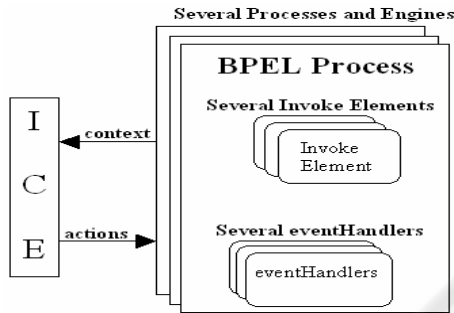 Several Processes and Engines
BPEL Process
Several Invoke Elements
Invoke
Element
I
C
E
context
actions
Several eventHandlers
eventHandlers